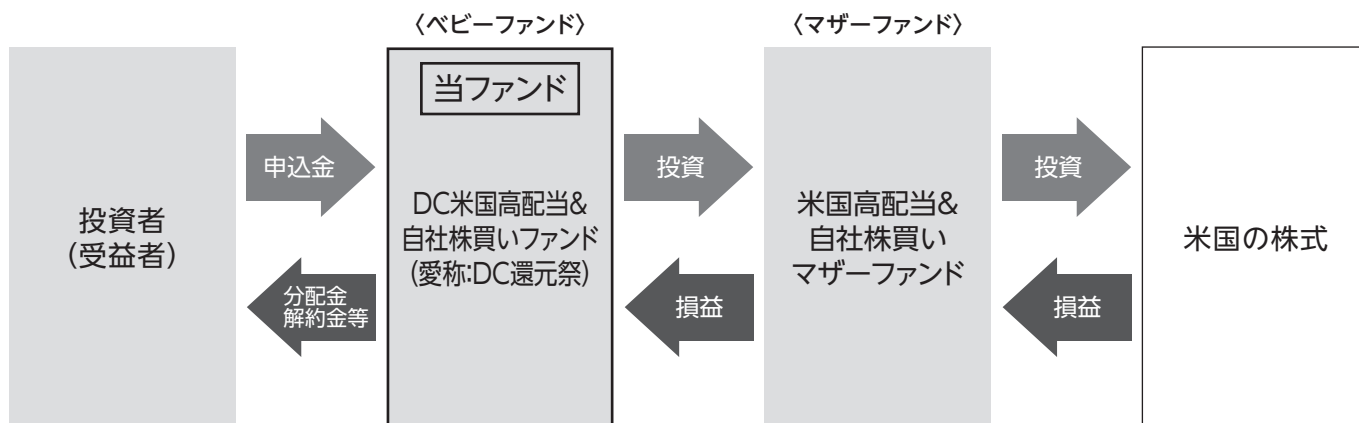 〈ベビーファンド〉
〈マザーファンド〉
投資者
(受益者)
申込金
分配金
解約金等
当ファンド
DC米国高配当&
自社株買いファンド
(愛称:DC還元祭)
投資
損益
米国高配当&
自社株買い
マザーファンド
投資
損益
米国の株式